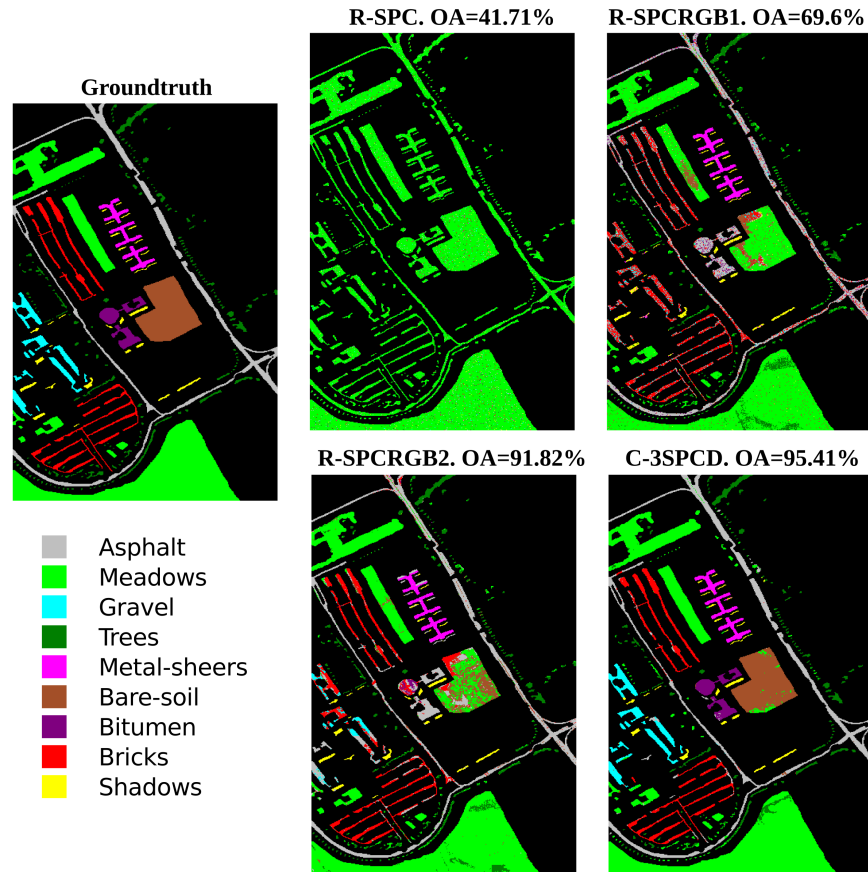 R-SPC. OA=41.71%
R-SPCRGB1. OA=69.6%
Groundtruth
R-SPCRGB2. OA=91.82%
C-3SPCD. OA=95.41%
Asphalt
Meadows
Gravel
Trees
Metal-sheers
Bare-soil
Bitumen
Bricks
Shadows